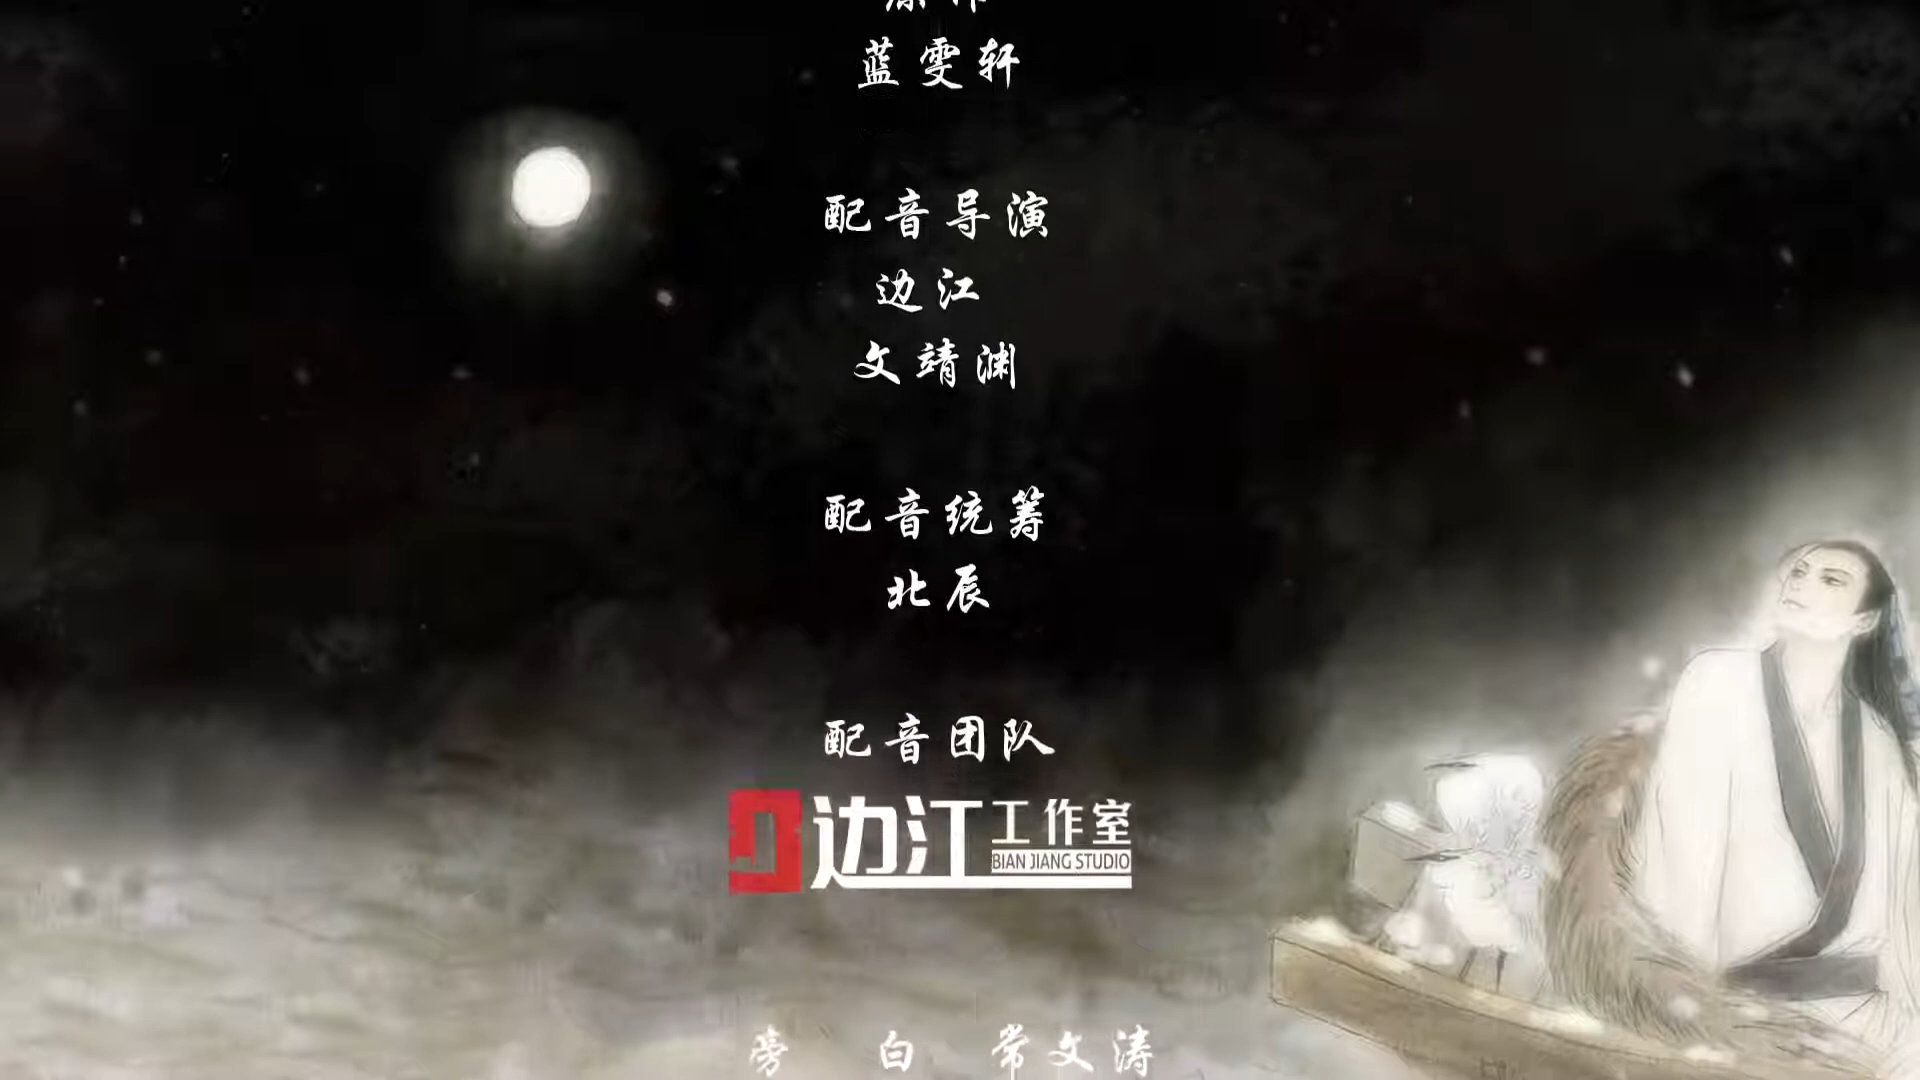 蓝雯轩
配音导演
边江
文靖渊
配音统筹
北辰
配音团队
边江工作室
BIAN JIANG STUDIO
旁 白 常文涛